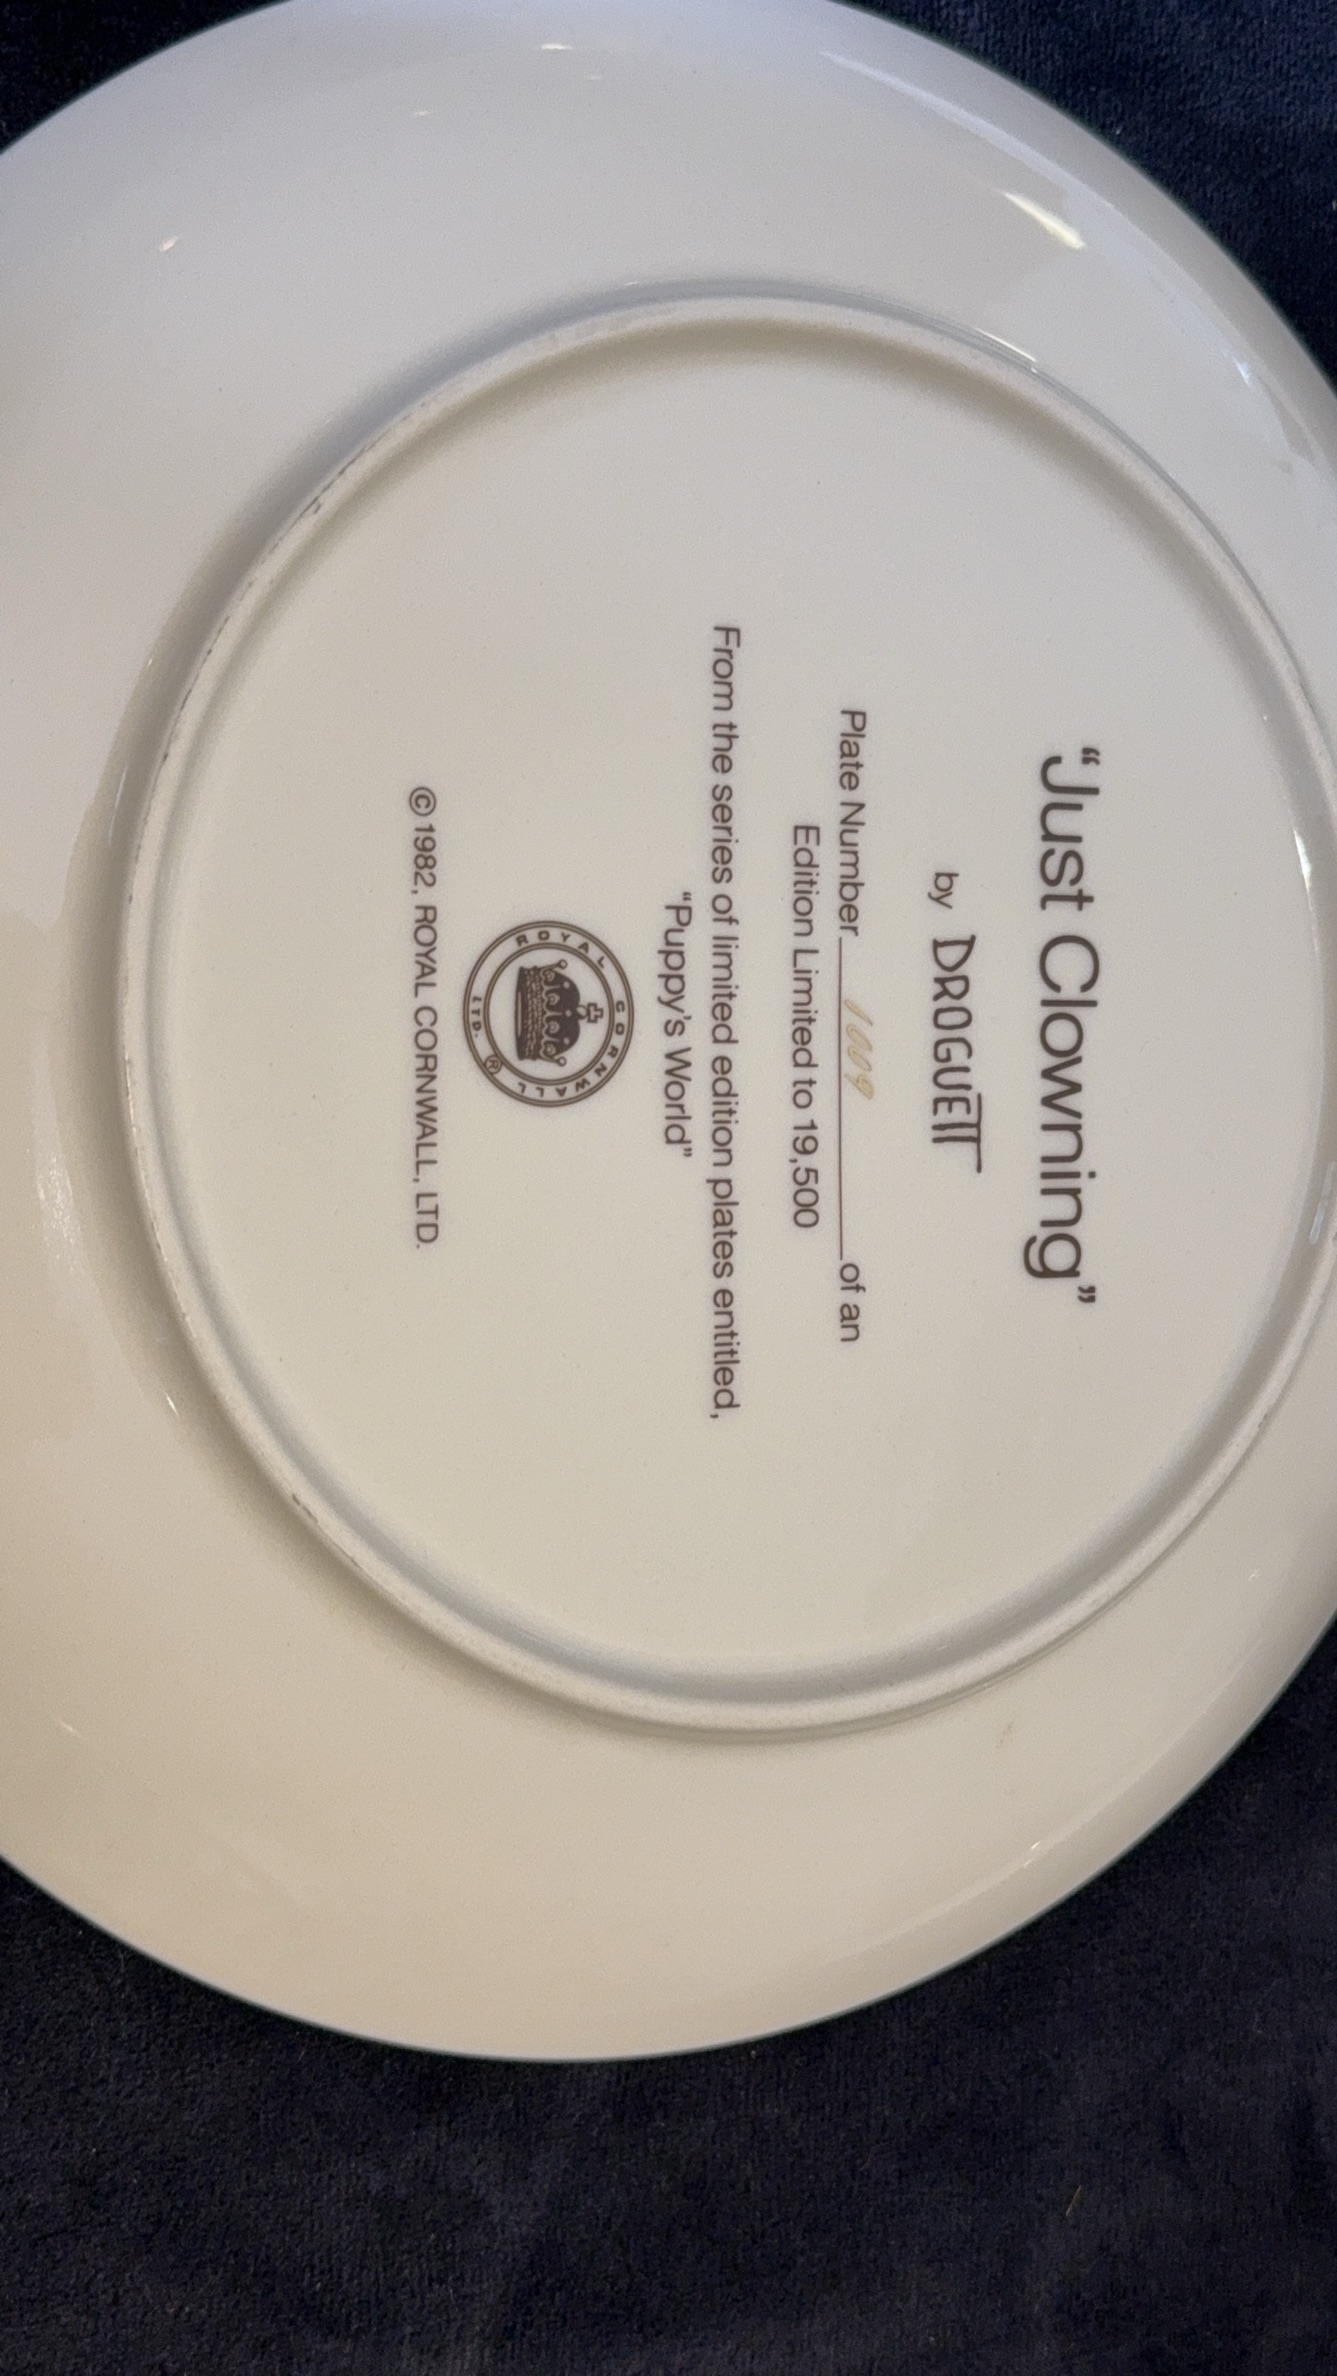 “Just Clowning”
by DROGUETT
Plate Number 1009 of an
Edition Limited to 19,500
From the series of limited edition plates entitled,
“Puppy’s World”
ROYAL CORNWALL LTD. ®
© 1982, ROYAL CORNWALL, LTD.